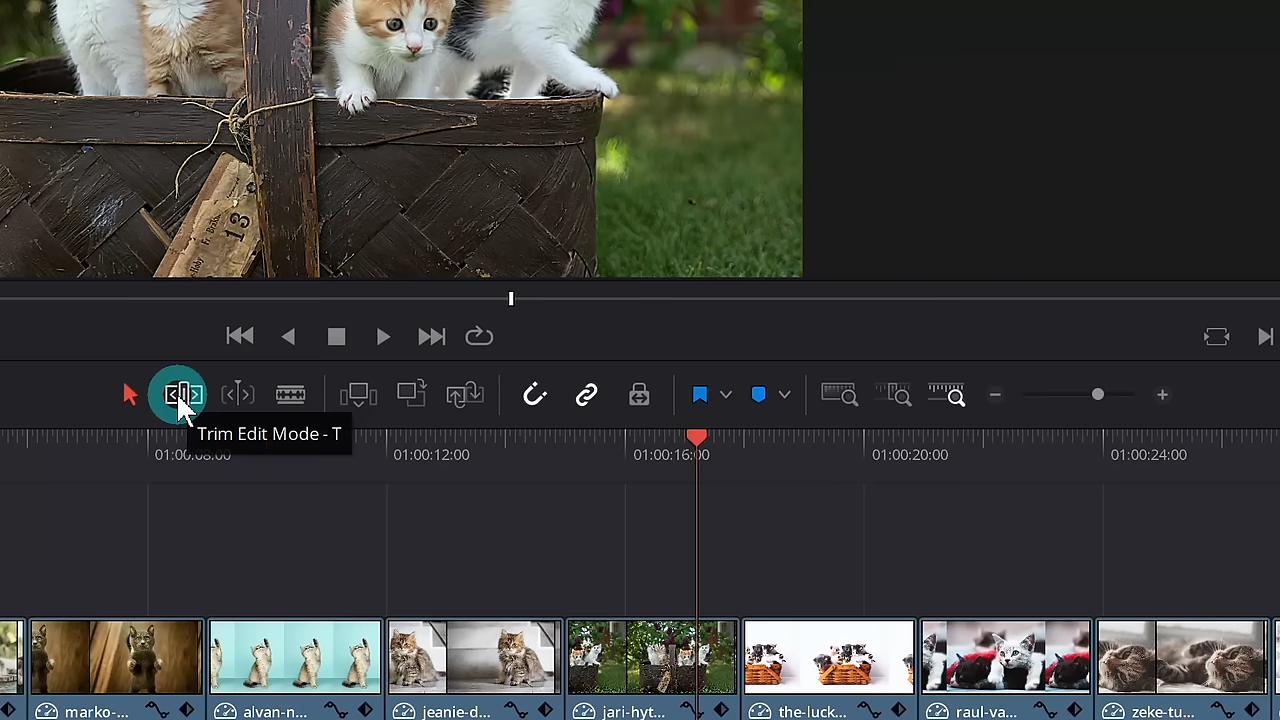 13
Trim Edit Mode - T
01:00:08:00
01:00:12:00
01:00:16:00
01:00:20:00
01:00:24:00
marko-...
alvan-n...
jeanie-d...
jari-hyt...
the-luck...
raul-va...
zeke-tu...